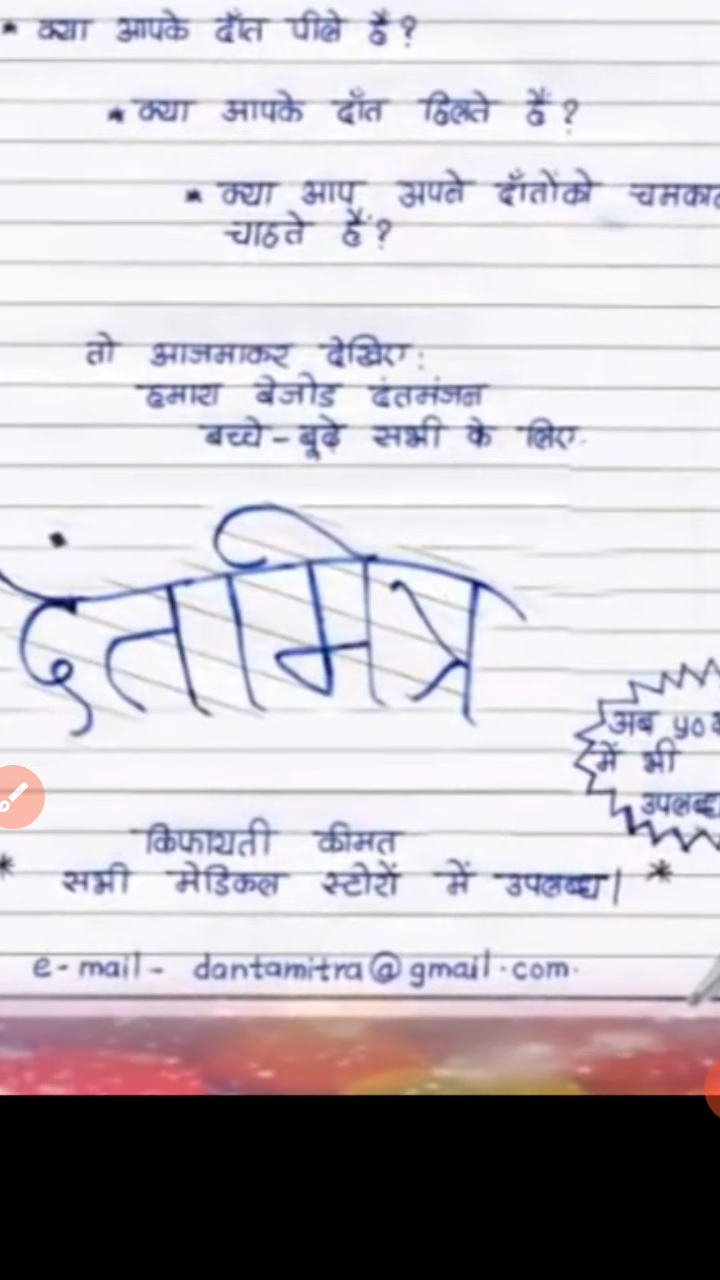 * क्या आपके दाँत पीले है?
* क्या आपके दाँत हिलते हैं?
* क्या आप अपने दाँतोंको
चाहते हैं?
तो आजमाकर देखिए:
हमारा बेजोड दंतमंजन
बच्चे-बूढे सभी के लिए.
दंतमित्र
अब
में भी
उपलब्ध
किफायती कीमत
* सभी मेडिकल स्टोरों में उपलब्ध। *
e-mail- dantamitra@gmail.com.